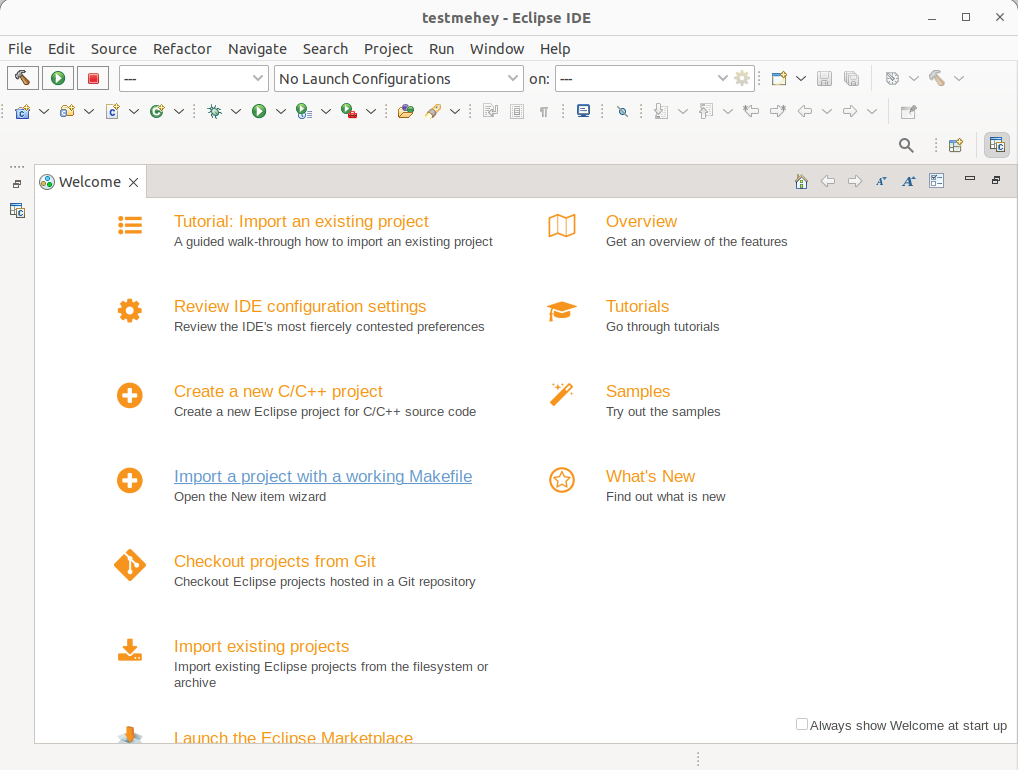 testmehey - Eclipse IDE
File Edit Source Refactor Navigate Search Project Run Window Help
--- No Launch Configurations on: ---
Welcome
Tutorial: Import an existing project
A guided walk-through how to import an existing project
Overview
Get an overview of the features
Review IDE configuration settings
Review the IDE's most fiercely contested preferences
Tutorials
Go through tutorials
Create a new C/C++ project
Create a new Eclipse project for C/C++ source code
Samples
Try out the samples
Import a project with a working Makefile
Open the New item wizard
What's New
Find out what is new
Checkout projects from Git
Checkout Eclipse projects hosted in a Git repository
Import existing projects
Import existing Eclipse projects from the filesystem or
archive
Launch the Eclipse Marketplace
Always show Welcome at start up